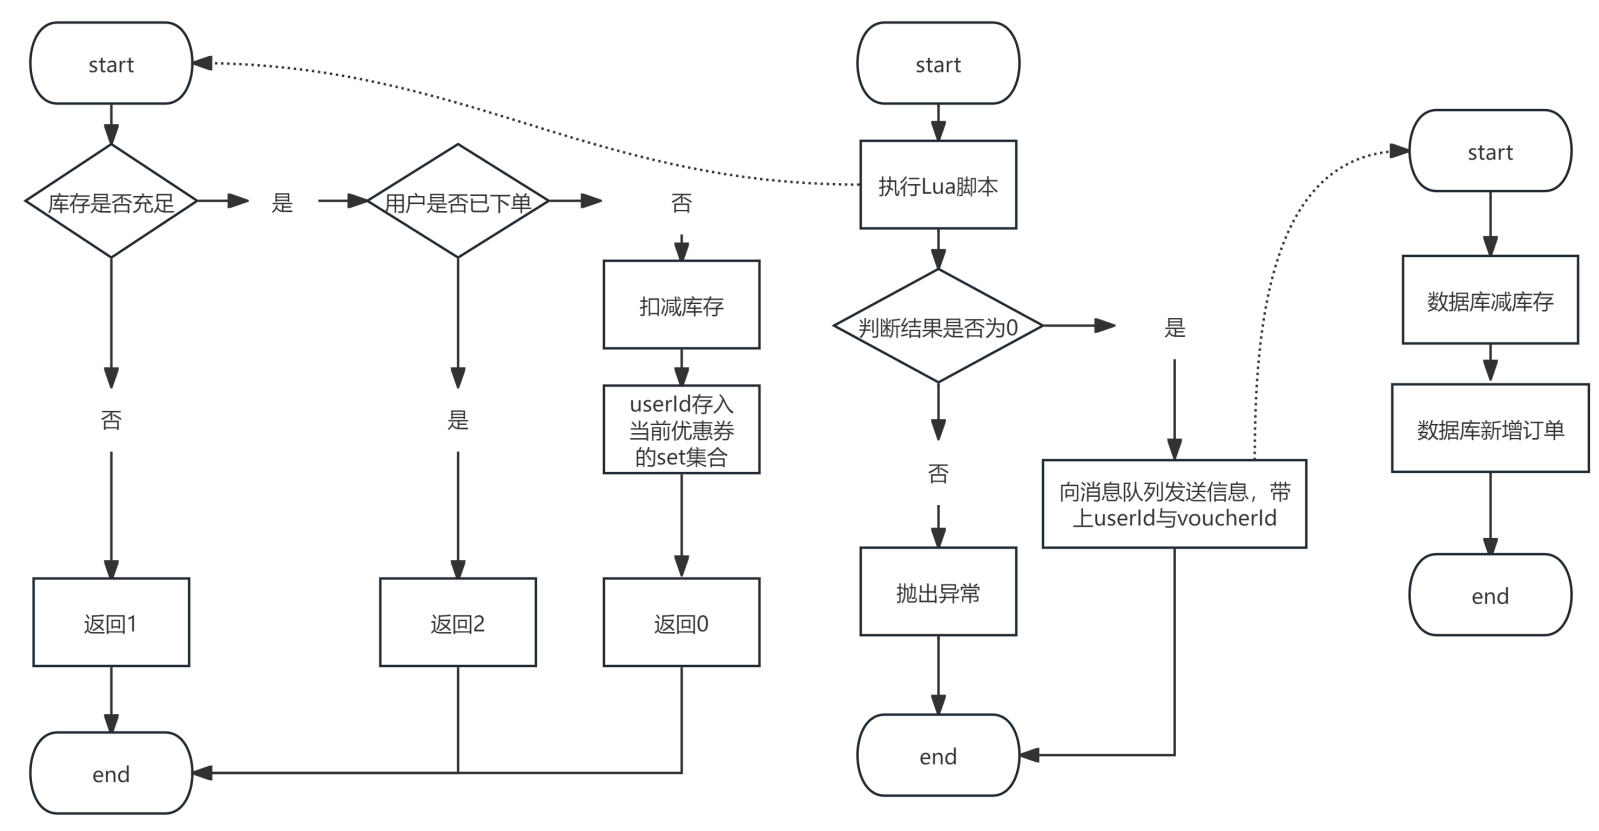 start
库存是否充足
是
用户是否已下单
否
扣减库存
userId存入
当前优惠券
的set集合
否
是
返回1
返回2
返回0
end
start
执行Lua脚本
判断结果是否为0
是
否
向消息队列发送信息，带
上userId与voucherId
抛出异常
end
start
数据库减库存
数据库新增订单
end